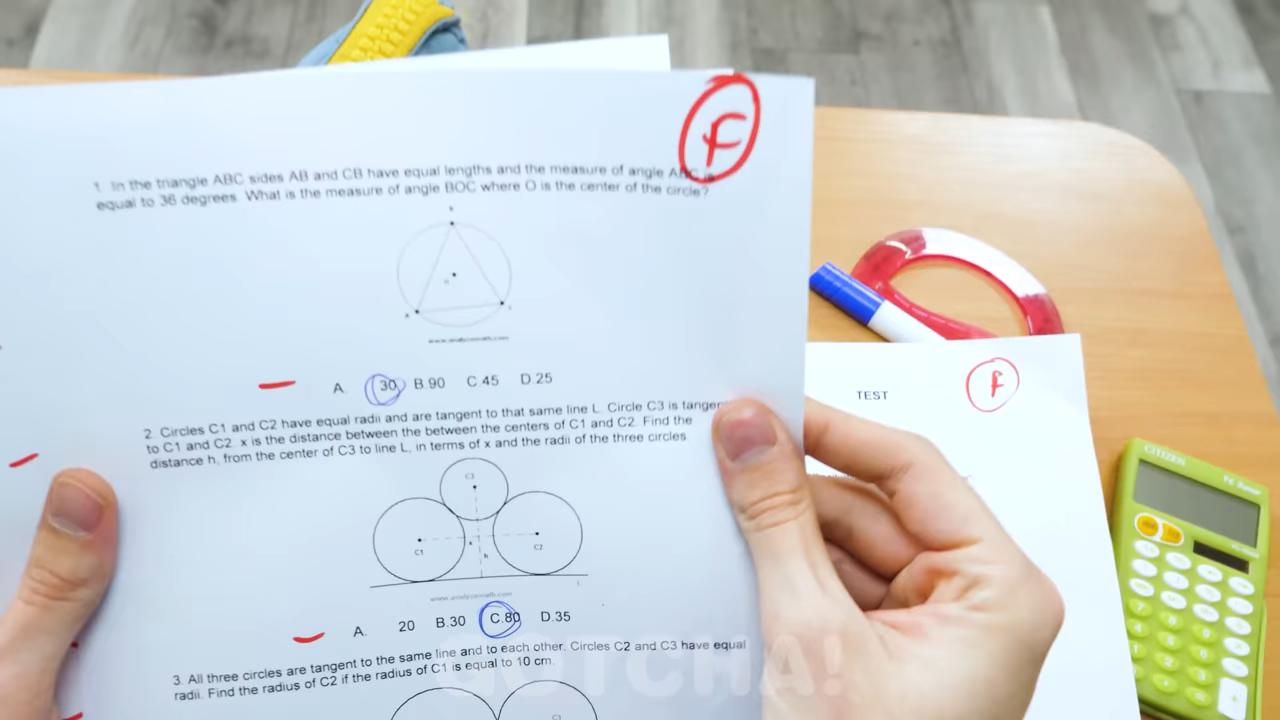 F
1. In the triangle ABC sides AB and CB have equal lengths and the measure of angle ABC is
equal to 36 degrees. What is the measure of angle BOC where O is the center of the circle?
A
www.analyzemath.com
A. 30 B.90 C.45 D.25
2. Circles C1 and C2 have equal radii and are tangent to that same line L. Circle C3 is tangent
to C1 and C2. x is the distance between the between the centers of C1 and C2. Find the
distance h, from the center of C3 to line L, in terms of x and the radii of the three circles
C3
C1
x
C2
h
L
www.analyzemath.com
A. 20 B.30 C.80 D.35
3. All three circles are tangent to the same line and to each other. Circles C2 and C3 have equal
radii. Find the radius of C2 if the radius of C1 is equal to 10 cm.
TEST
F
CITIZEN
GOTCHA!